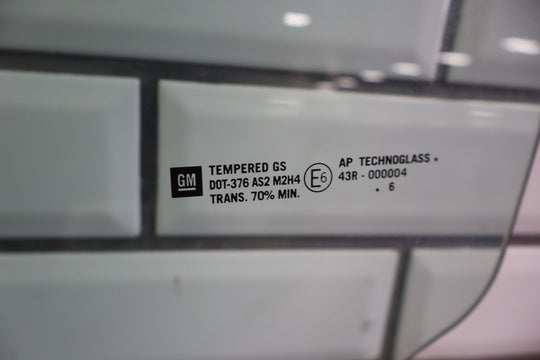 GM
TEMPERED GS
DOT-376 AS2 M2H4
TRANS. 70% MIN.
E6
AP TECHNOGLASS •
43R - 000004
. 6